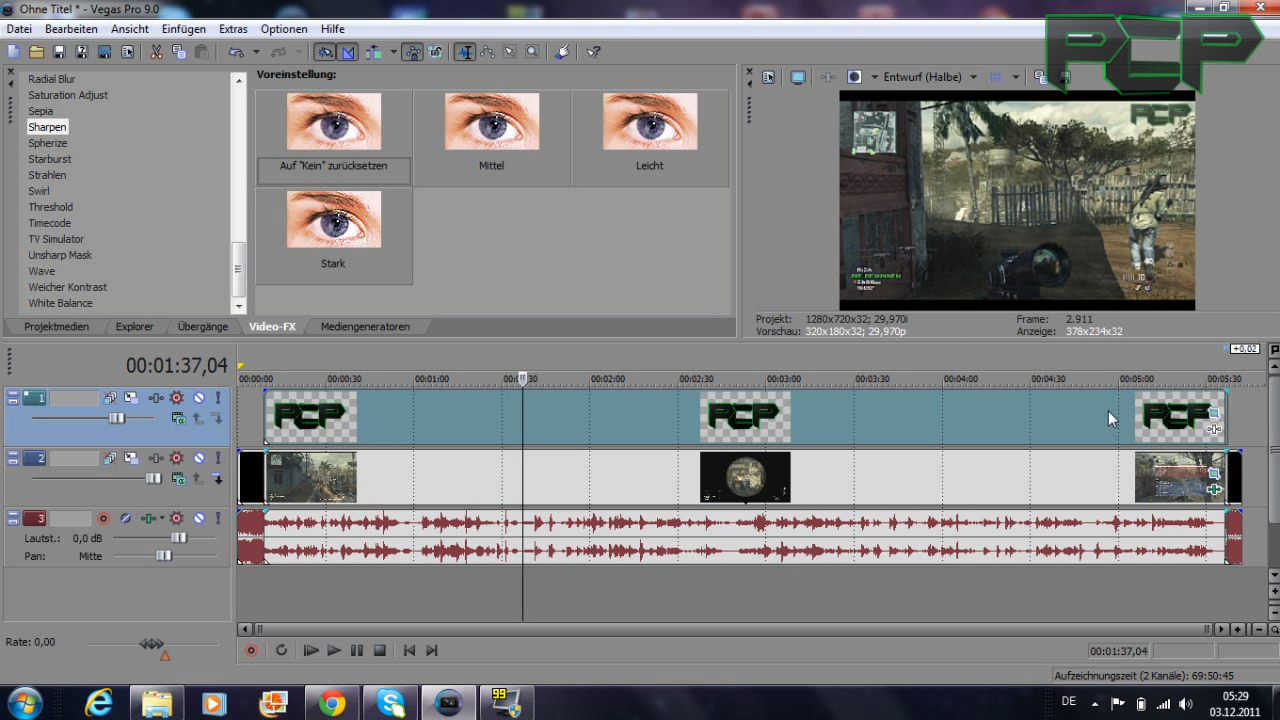 Ohne Titel * - Vegas Pro 9.0
Datei Bearbeiten Ansicht Einfügen Extras Optionen Hilfe
PCP
Radial Blur
Saturation Adjust
Sepia
Sharpen
Spherize
Starburst
Strahlen
Swirl
Threshold
Timecode
TV Simulator
Unsharp Mask
Wave
Weicher Kontrast
White Balance
Voreinstellung:
Auf "Kein" zurücksetzen
Mittel
Leicht
Stark
Projektmedien Explorer Übergänge Video-FX Mediengeneratoren
Entwurf (Halbe)
PCP
Projekt: 1280x720x32; 29,970i
Frame: 2.911
Vorschau: 320x180x32; 29,970p
Anzeige: 378x234x32
+0.02
00:01:37,04
00:00:00 00:00:30 00:01:00 00:02:00 00:02:30 00:03:00 00:03:30 00:04:00 00:04:30 00:05:00 00:05:30
1
PCP PCP PCP
2
3
Lautst.: 0,0 dB
Pan: Mitte
Rate: 0,00
00:01:37,04
Aufzeichnungszeit (2 Kanäle): 69:50:45
99
DE
05:29
03.12.2011